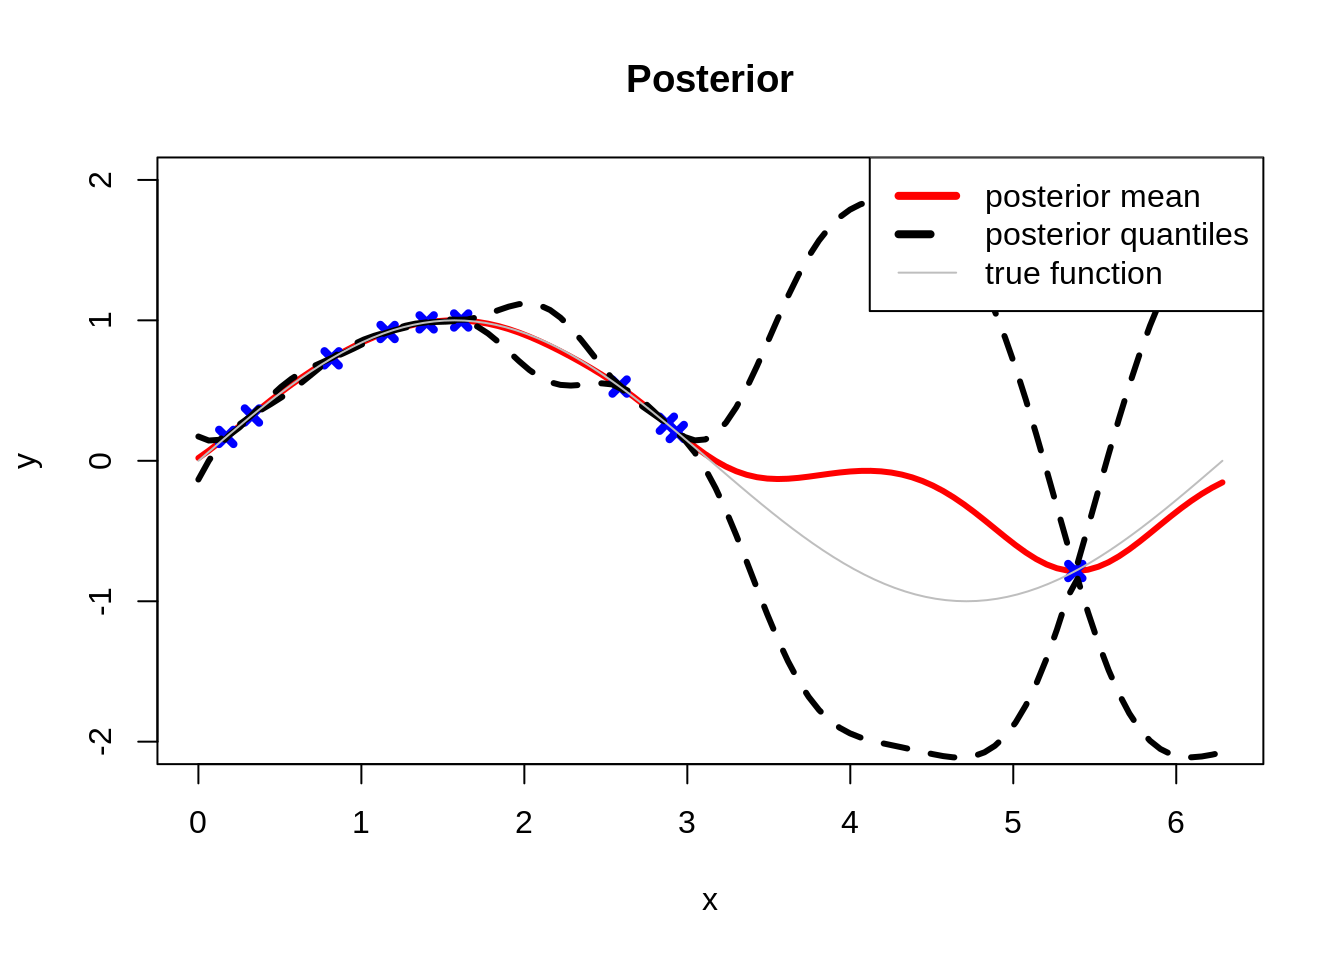 Posterior
posterior mean
posterior quantiles
true function
2
1
0
-1
-2
y
0 1 2 3 4 5 6
x